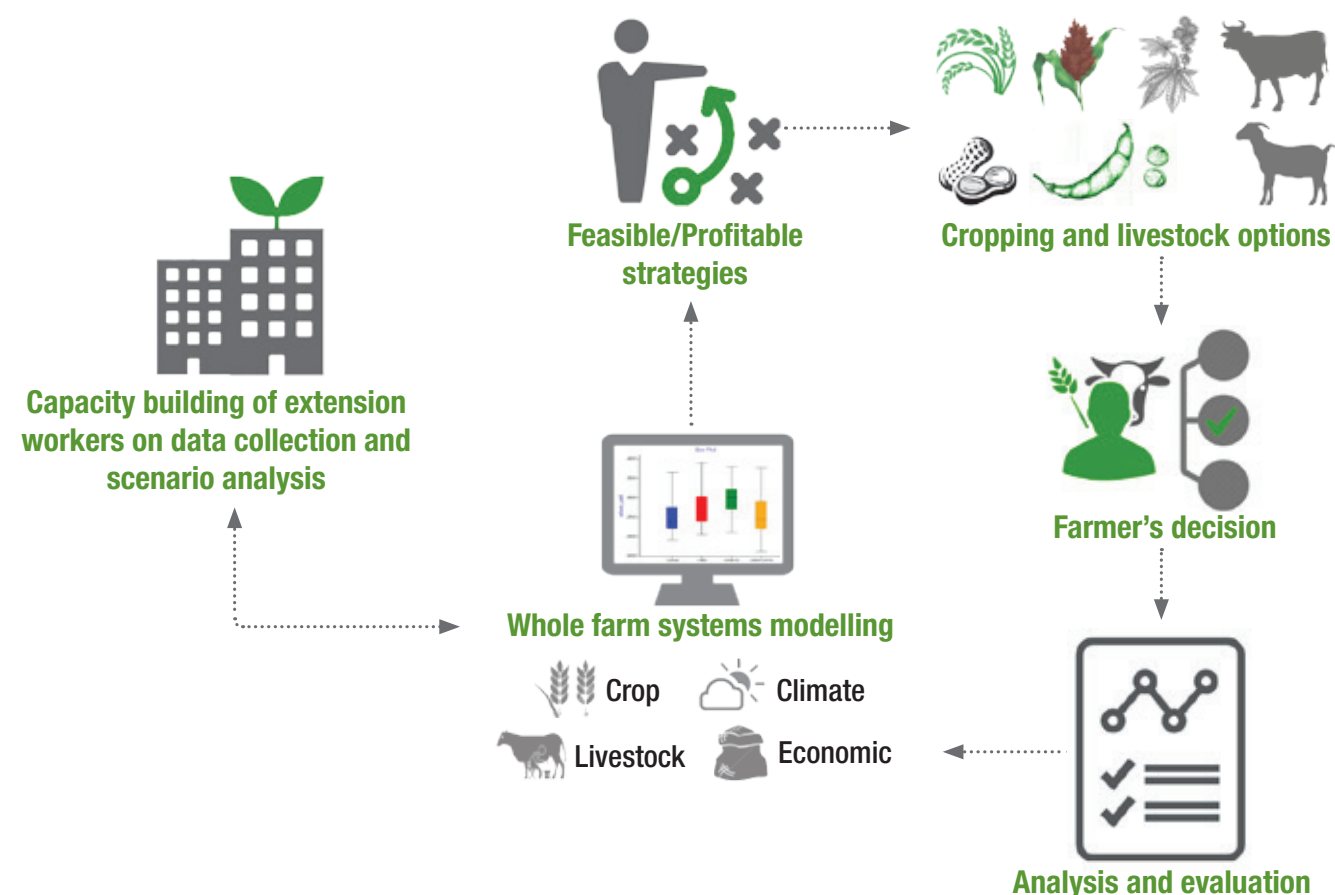 Feasible/Profitable
strategies
Cropping and livestock options
Capacity building of extension
workers on data collection and
scenario analysis
Farmer’s decision
Whole farm systems modelling
Crop
Climate
Livestock
Economic
Analysis and evaluation